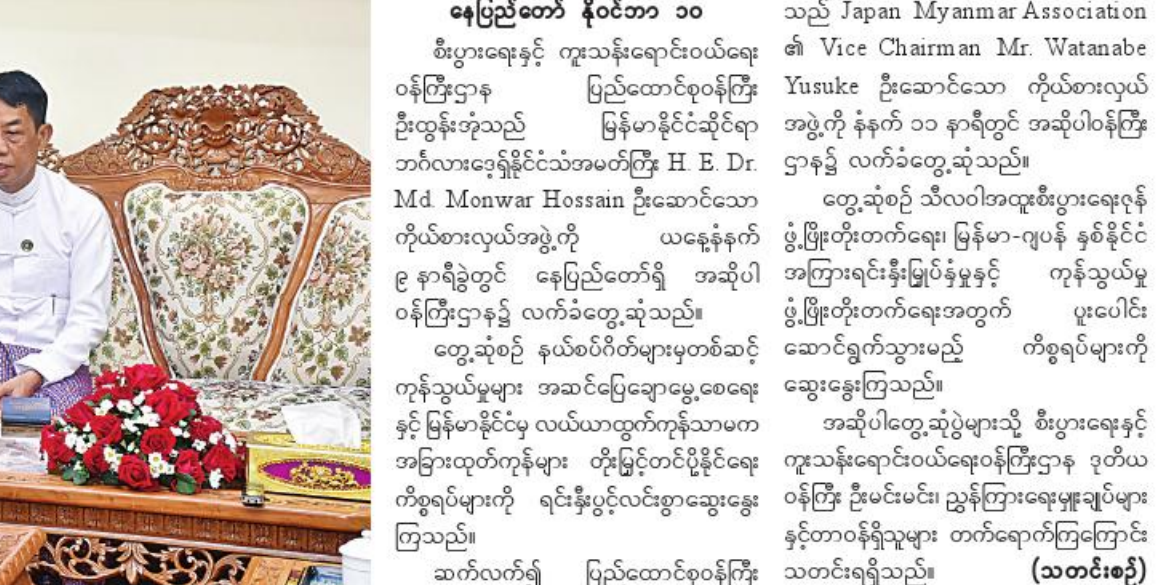 နေပြည်တော် နိုဝင်ဘာ ၁၀
စီးပွားရေးနှင့် ကူးသန်းရောင်းဝယ်ရေး
ဝန်ကြီးဌာန ပြည်ထောင်စုဝန်ကြီး
ဦးထွန်းအုံသည် မြန်မာနိုင်ငံဆိုင်ရာ
ဘင်္ဂလားဒေ့ရှ်နိုင်ငံသံအမတ်ကြီး H. E. Dr.
Md. Monwar Hossain ဦးဆောင်သော
ကိုယ်စားလှယ်အဖွဲ့ကို ယနေ့နံနက်
၉ နာရီခွဲတွင် နေပြည်တော်ရှိ အဆိုပါ
ဝန်ကြီးဌာန၌ လက်ခံတွေ့ဆုံသည်။
တွေ့ဆုံစဉ် နယ်စပ်ဂိတ်များမှတစ်ဆင့်
ကုန်သွယ်မှုများ အဆင်ပြေချောမွေ့စေရေး
နှင့် မြန်မာနိုင်ငံမှ လယ်ယာထွက်ကုန်သာမက
အခြားထုတ်ကုန်များ တိုးမြှင့်တင်ပို့နိုင်ရေး
ကိစ္စရပ်များကို ရင်းနှီးပွင့်လင်းစွာဆွေးနွေး
ကြသည်။
ဆက်လက်၍ ပြည်ထောင်စုဝန်ကြီး
သည် Japan Myanmar Association
၏ Vice Chairman Mr. Watanabe
Yusuke ဦးဆောင်သော ကိုယ်စားလှယ်
အဖွဲ့ကို နံနက် ၁၁ နာရီတွင် အဆိုပါဝန်ကြီး
ဌာန၌ လက်ခံတွေ့ဆုံသည်။
တွေ့ဆုံစဉ် သီလဝါအထူးစီးပွားရေးဇုန်
ဖွံ့ဖြိုးတိုးတက်ရေး၊ မြန်မာ-ဂျပန် နှစ်နိုင်ငံ
အကြားရင်းနှီးမြှုပ်နှံမှုနှင့် ကုန်သွယ်မှု
ဖွံ့ဖြိုးတိုးတက်ရေးအတွက် ပူးပေါင်း
ဆောင်ရွက်သွားမည့် ကိစ္စရပ်များကို
ဆွေးနွေးကြသည်။
အဆိုပါတွေ့ဆုံပွဲများသို့ စီးပွားရေးနှင့်
ကူးသန်းရောင်းဝယ်ရေးဝန်ကြီးဌာန ဒုတိယ
ဝန်ကြီး ဦးမင်းမင်း၊ ညွှန်ကြားရေးမှူးချုပ်များ
နှင့်တာဝန်ရှိသူများ တက်ရောက်ကြကြောင်း
သတင်းရရှိသည်။ (သတင်းစဉ်)